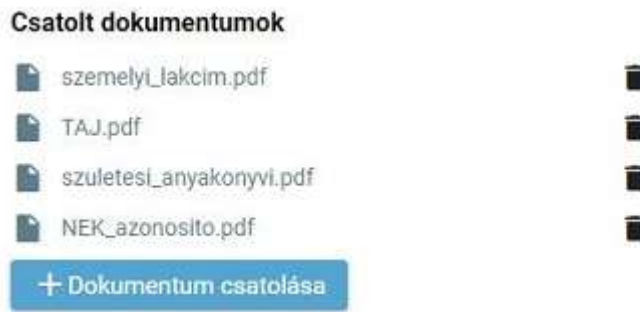 Csatolt dokumentumok
szemelyi_lakcim.pdf
TAJ.pdf
szuletesi_anyakonyvi.pdf
NEK_azonosito.pdf
+ Dokumentum csatolása